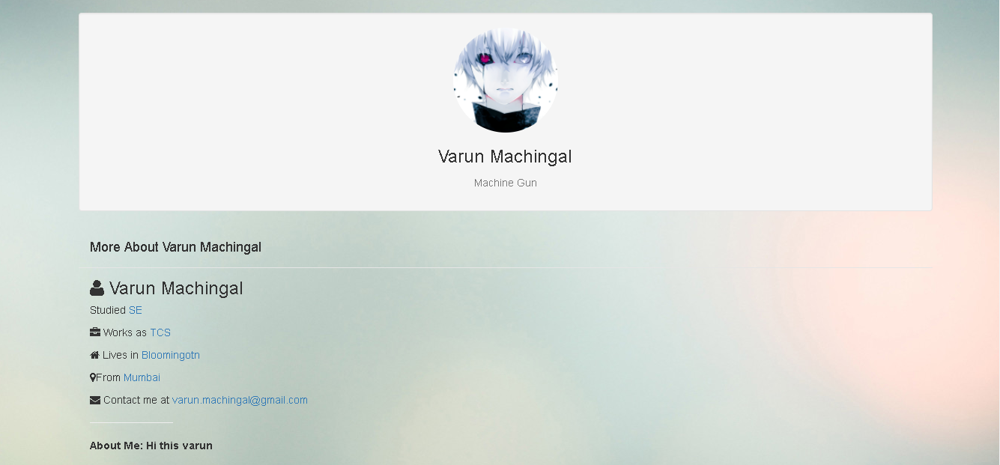 Varun Machingal
Machine Gun
More About Varun Machingal
Varun Machingal
Studied SE
Works as TCS
Lives in Bloomingotn
From Mumbai
Contact me at varun.machingal@gmail.com
About Me: Hi this varun